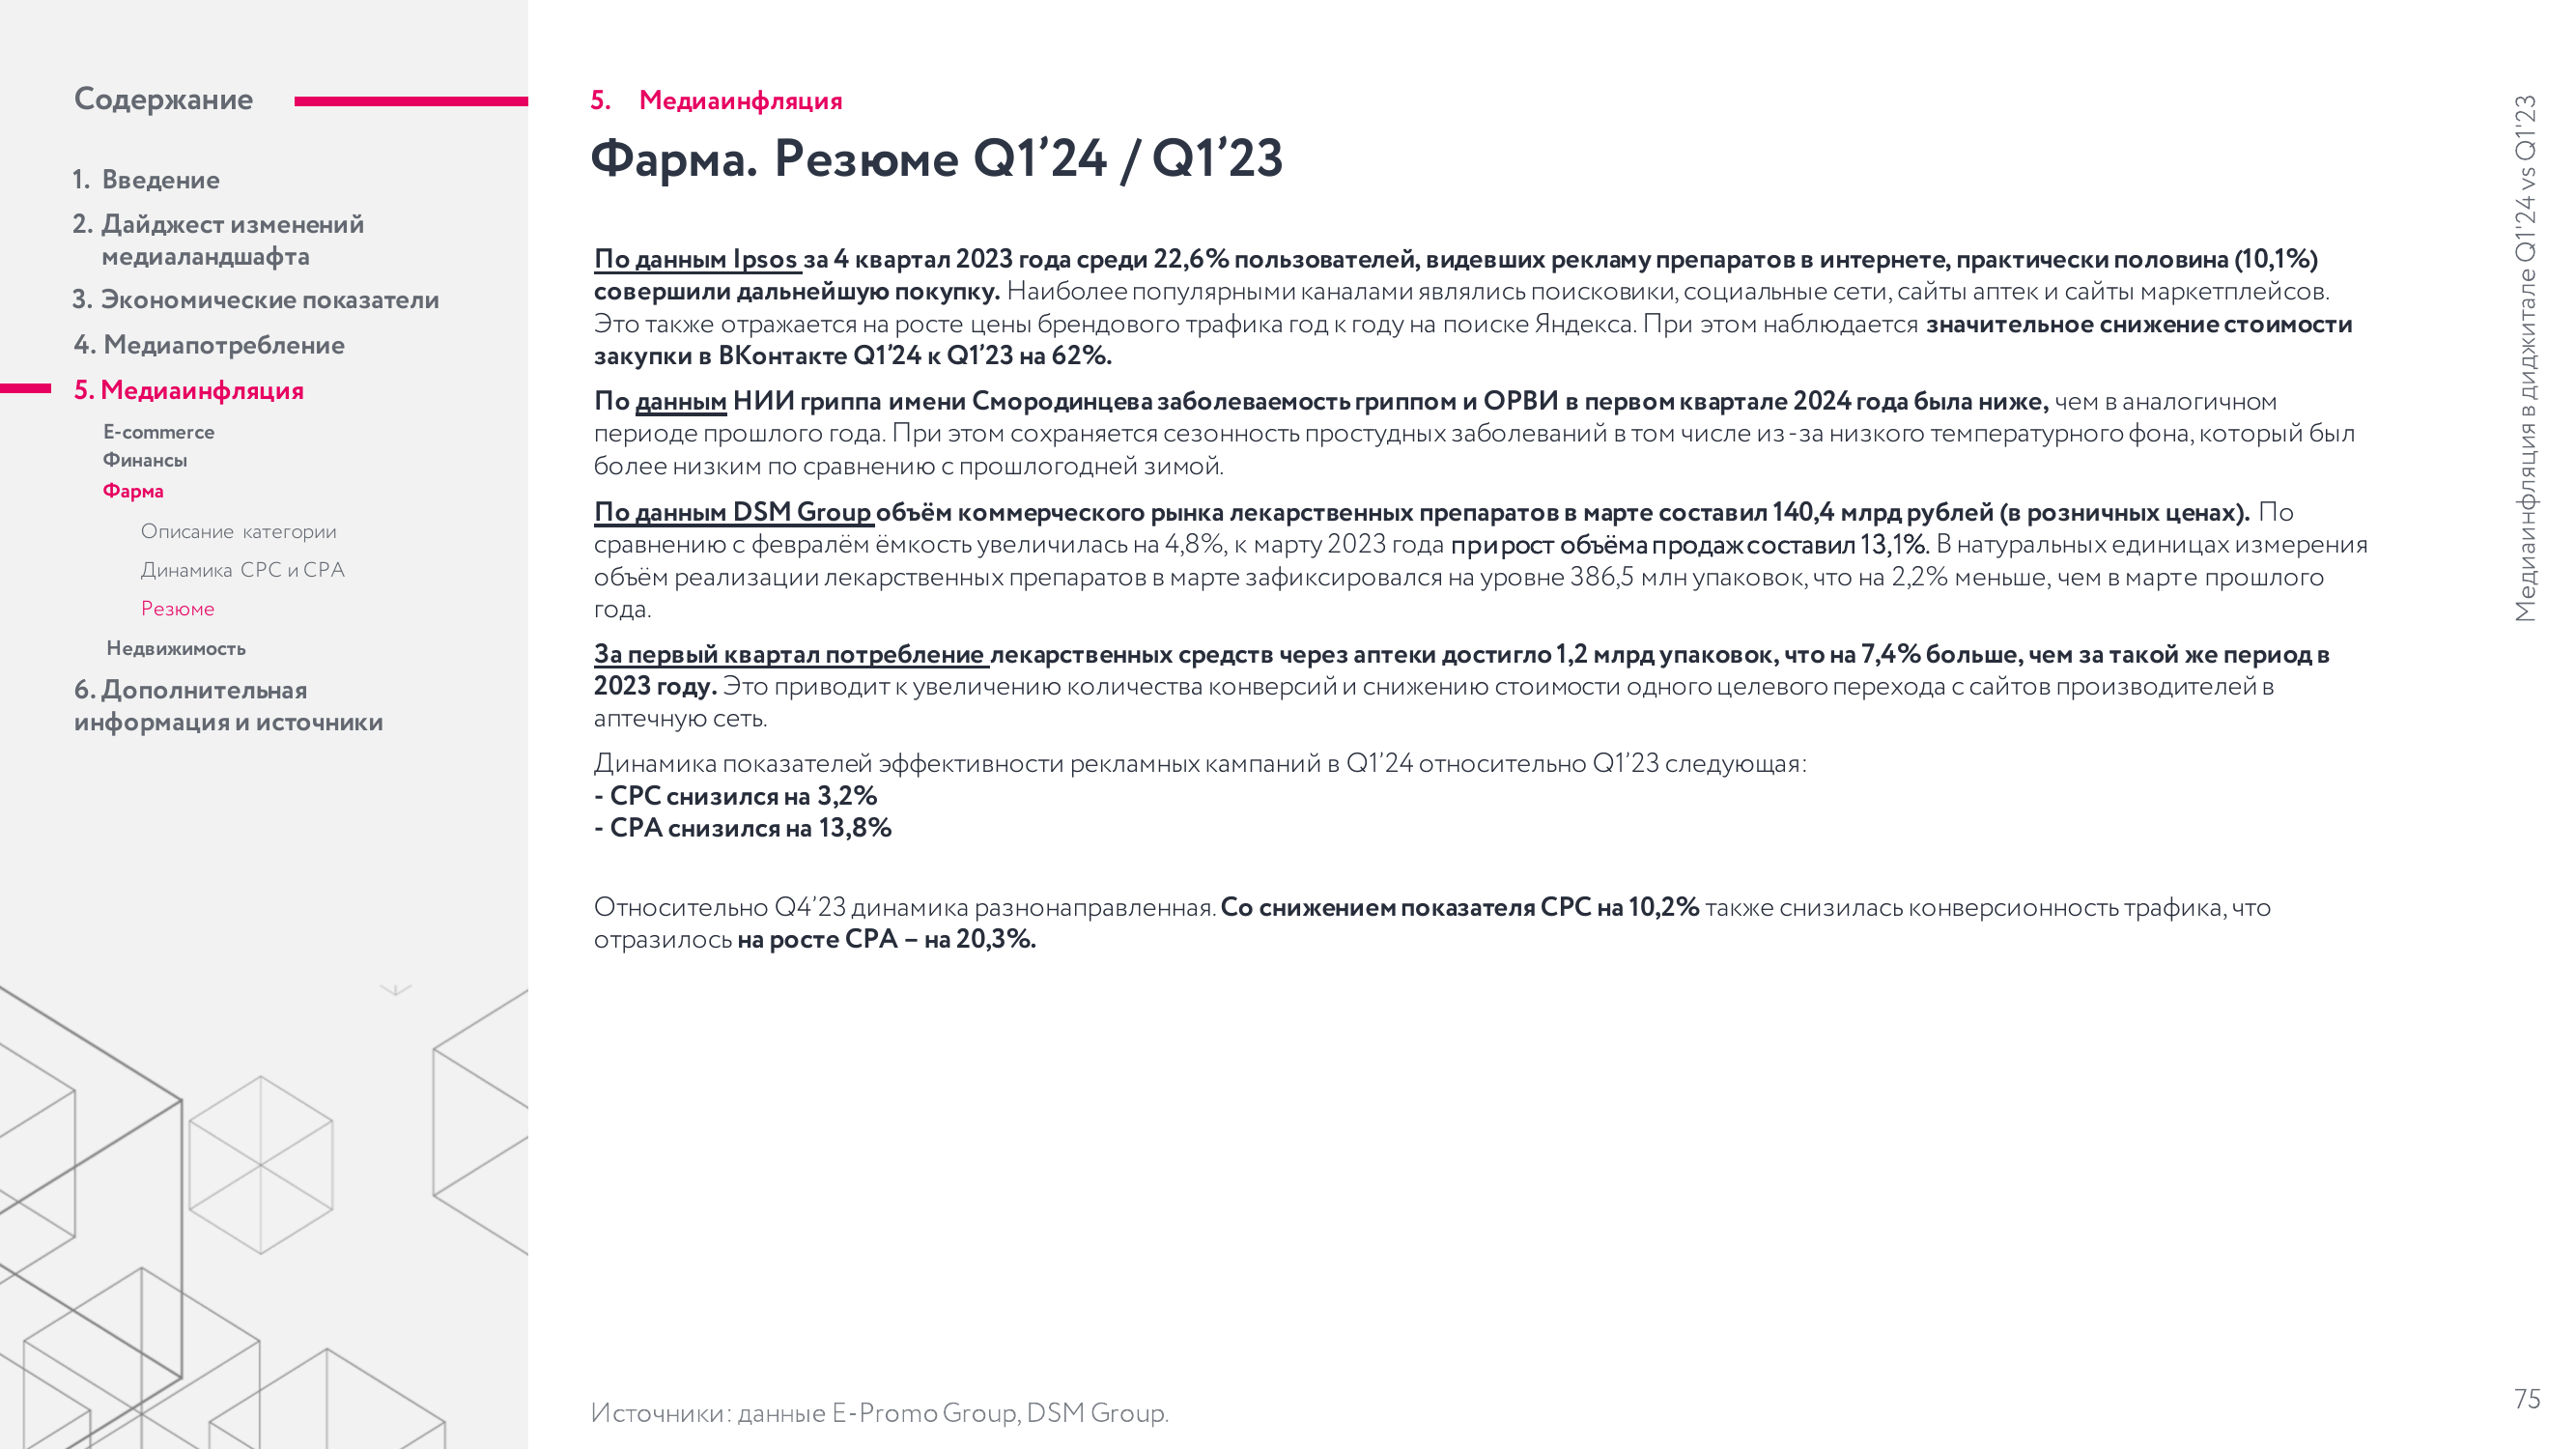 Содержание
1. Введение
2. Дайджест изменений
медиаландшафта
3. Экономические показатели
4. Медиапотребление
5. Медиаинфляция
E-commerce
Финансы
Фарма
Описание категории
Динамика CPC и CPA
Резюме
Недвижимость
6. Дополнительная
информация и источники
5. Медиаинфляция
Фарма. Резюме Q1’24 / Q1’23
По данным Ipsos за 4 квартал 2023 года среди 22,6% пользователей, видевших рекламу препаратов в интернете, практически половина (10,1%)
совершили дальнейшую покупку. Наиболее популярными каналами являлись поисковики, социальные сети, сайты аптек и сайты маркетплейсов.
Это также отражается на росте цены брендового трафика год к году на поиске Яндекса. При этом наблюдается значительное снижение стоимости
закупки в ВКонтакте Q1’24 к Q1’23 на 62%.
По данным НИИ гриппа имени Смородинцева заболеваемость гриппом и ОРВИ в первом квартале 2024 года была ниже, чем в аналогичном
периоде прошлого года. При этом сохраняется сезонность простудных заболеваний в том числе из-за низкого температурного фона, который был
более низким по сравнению с прошлогодней зимой.
По данным DSM Group объём коммерческого рынка лекарственных препаратов в марте составил 140,4 млрд рублей (в розничных ценах). По
сравнению с февралём ёмкость увеличилась на 4,8%, к марту 2023 года прирост объёма продаж составил 13,1%. В натуральных единицах измерения
объём реализации лекарственных препаратов в марте зафиксировался на уровне 386,5 млн упаковок, что на 2,2% меньше, чем в марте прошлого
года.
За первый квартал потребление лекарственных средств через аптеки достигло 1,2 млрд упаковок, что на 7,4% больше, чем за такой же период в
2023 году. Это приводит к увеличению количества конверсий и снижению стоимости одного целевого перехода с сайтов производителей в
аптечную сеть.
Динамика показателей эффективности рекламных кампаний в Q1’24 относительно Q1’23 следующая:
- CPC снизился на 3,2%
- CPA снизился на 13,8%
Относительно Q4’23 динамика разнонаправленная. Со снижением показателя CPC на 10,2% также снизилась конверсионность трафика, что
отразилось на росте CPA – на 20,3%.
Источники: данные E-Promo Group, DSM Group.
Медиаинфляция в диджитале Q1'24 vs Q1'23
75